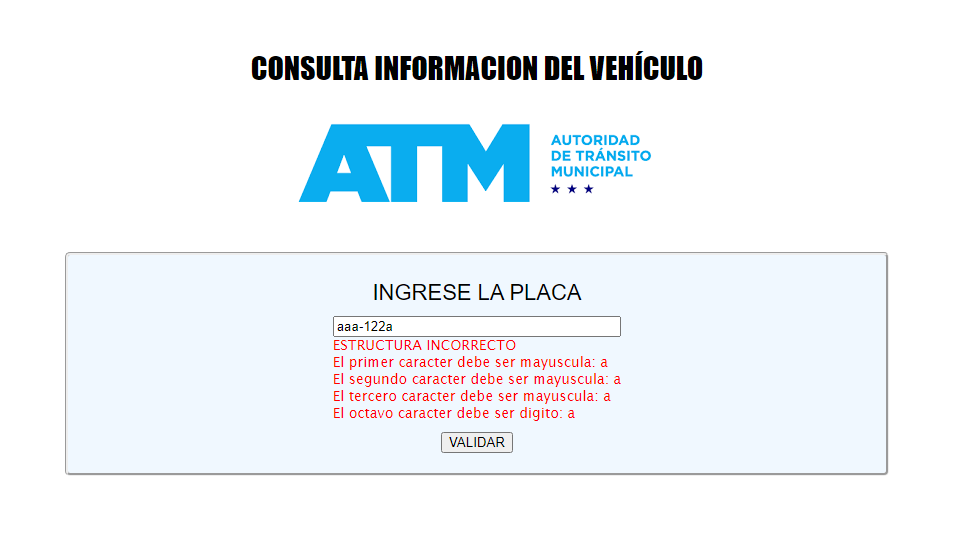 CONSULTA INFORMACION DEL VEHÍCULO
ATM
AUTORIDAD
DE TRÁNSITO
MUNICIPAL
INGRESE LA PLACA
aaa-122a
ESTRUCTURA INCORRECTO
El primer caracter debe ser mayuscula: a
El segundo caracter debe ser mayuscula: a
El tercero caracter debe ser mayuscula: a
El octavo caracter debe ser digito: a
VALIDAR